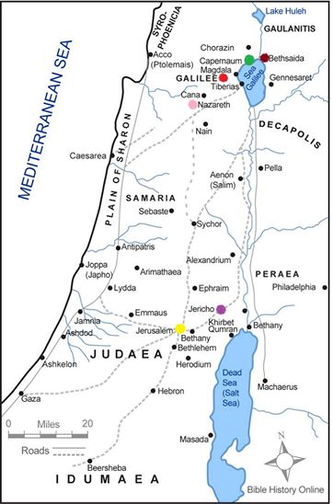 Lake Huleh
SYRO-
PHOENICIA
GAULANITIS
MEDITERRANEAN SEA
Acco
(Ptolemais)
Chorazin
Capernaum
Bethsaida
GALILEE
Magdala
Tiberias
Sea
Galilee
Gennesaret
Cana
Nazareth
Nain
DECAPOLIS
PLAIN OF SHARON
Caesarea
Aenon
(Salim)
Pella
SAMARIA
Sebaste
Sychor
Antipatris
Alexandrium
Joppa
(Japho)
Arimathaea
PERAEA
Lydda
Ephraim
Philadelphia
Jericho
Emmaus
Jamnia
Khirbet
Qumran
Bethany
Jerusalem
Bethany
Ashdod
Bethlehem
JUDAEA
Herodium
Ashkelon
Dead
Sea
(Salt
Sea)
Machaerus
Hebron
Gaza
Miles
0
20
Roads
Masada
Beersheba
IDUMAEA
Bible History Online